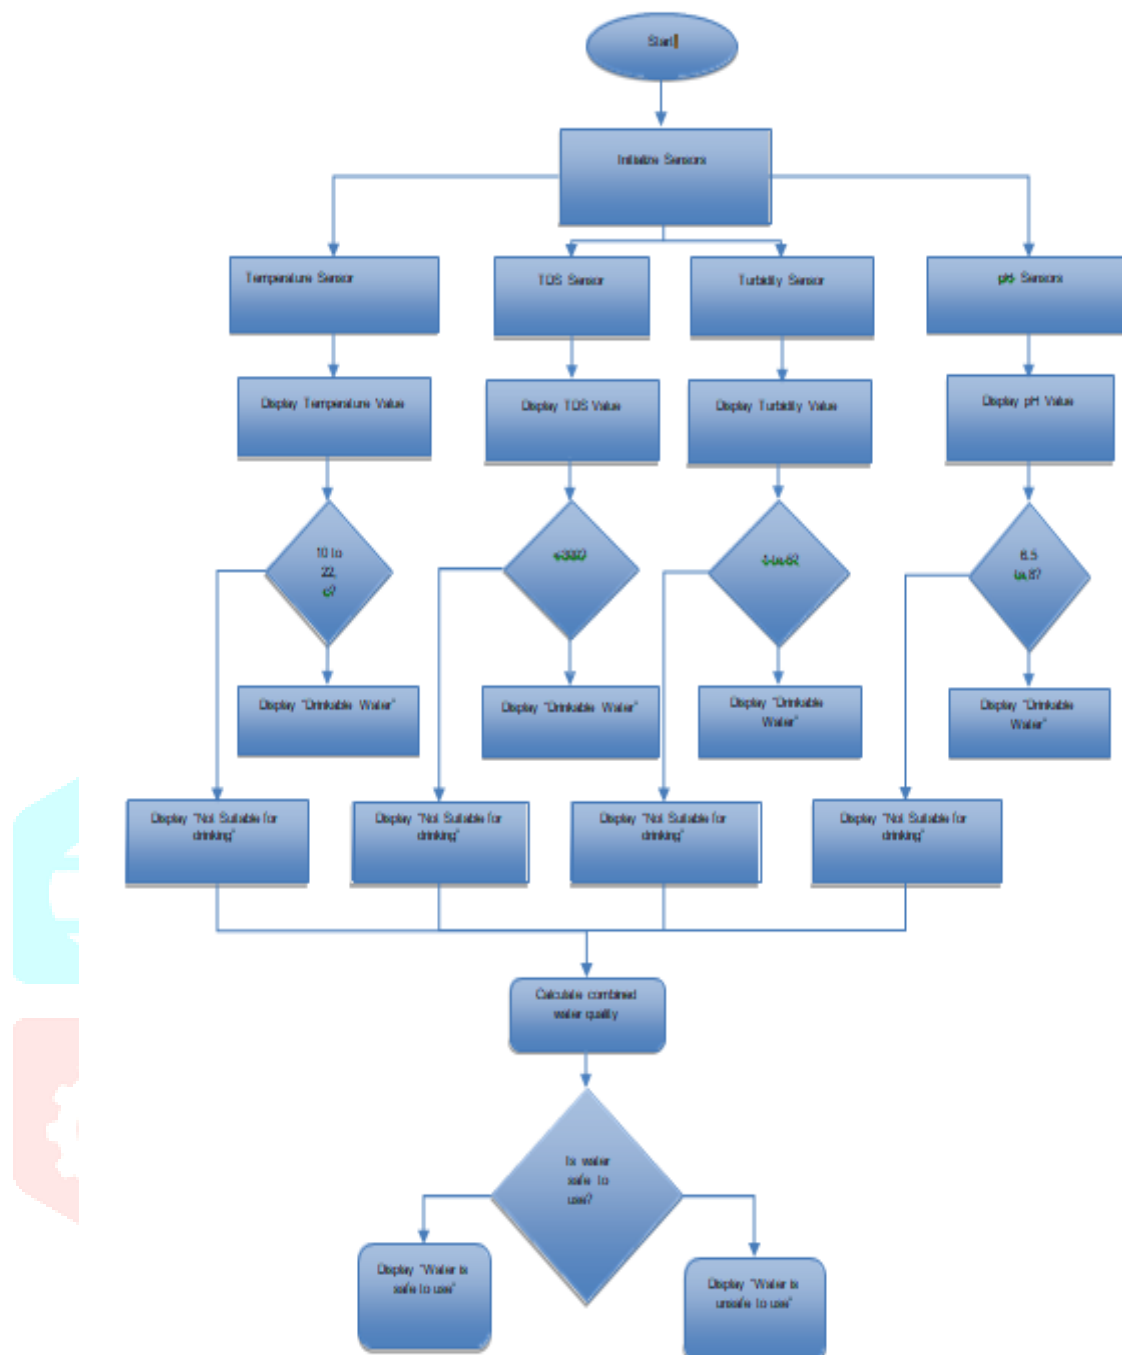 Start
Initialize Sensors
Temperature Sensor
TDS Sensor
Turbidity Sensor
pH Sensors
Display Temperature Value
Display TDS Value
Display Turbidity Value
Display pH Value
10 to
22,
c?
6.5
to 8?
Display "Drinkable Water"
Display "Drinkable Water"
Display "Drinkable
Water"
Display "Drinkable
Water"
Display "Not Suitable for
drinking"
Display "Not Suitable for
drinking"
Display "Not Suitable for
drinking"
Display "Not Suitable for
drinking"
Calculate combined
water quality
Is water
safe to
use?
Display "Water is
safe to use"
Display "Water is
unsafe to use"